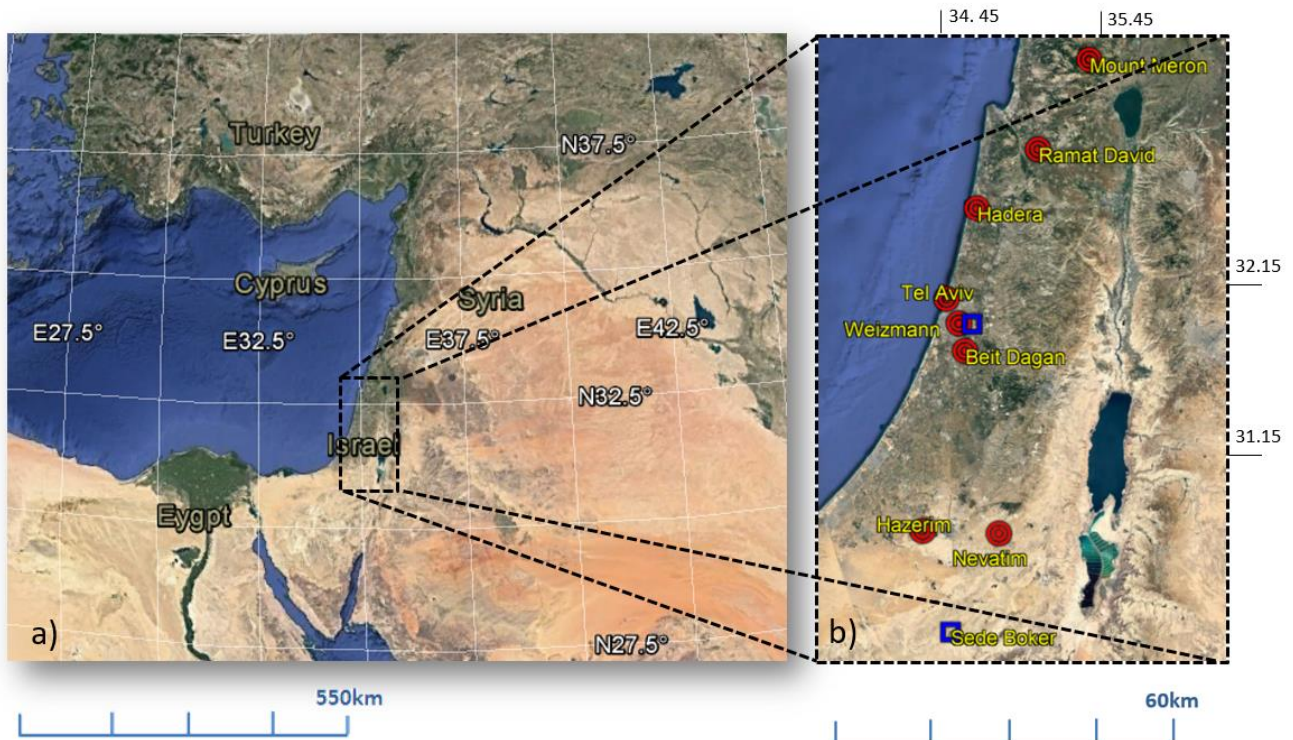 34. 45
35.45
Mount Meron
Turkey
N37.5°
Ramat David
Hadera
Cyprus
Syria
32.15
Tel Aviv
E27.5°
E32.5°
E37.5°
E42.5°
Weizmann
Beit Dagan
N32.5°
Israel
31.15
Eygpt
Hazerim
Nevatim
a)
N27.5°
b)
Sede Boker
550km
60km